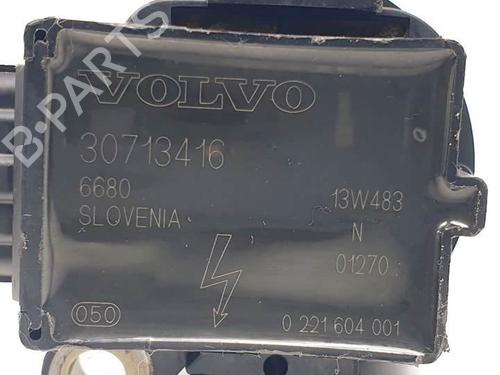 VOLVO
30713416
6680
SLOVENIA
13W483
N
01270
050
0 221 604 001
B-PARTS